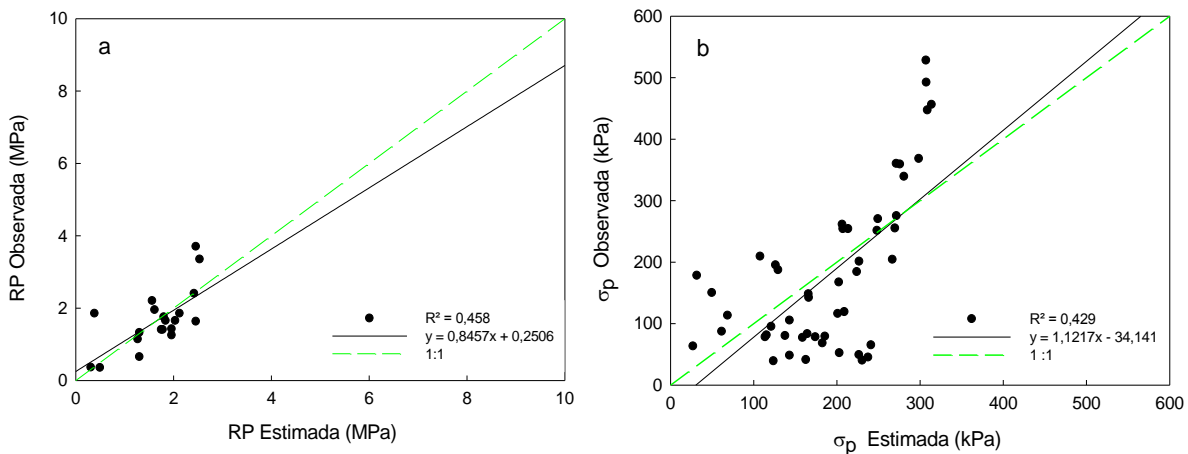 a
10
8
6
4
2
0
RP Observada (MPa)
R² = 0,458
y = 0,8457x + 0,2506
1:1
0 2 4 6 8 10
RP Estimada (MPa)
b
600
500
400
300
200
100
0
σp Observada (kPa)
R² = 0,429
y = 1,1217x - 34,141
1 :1
0 100 200 300 400 500 600
σp Estimada (kPa)